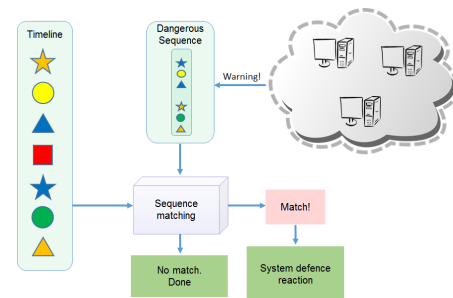 Timeline
Dangerous
Sequence
Warning!
Sequence
matching
Match!
No match.
Done
System defence
reaction